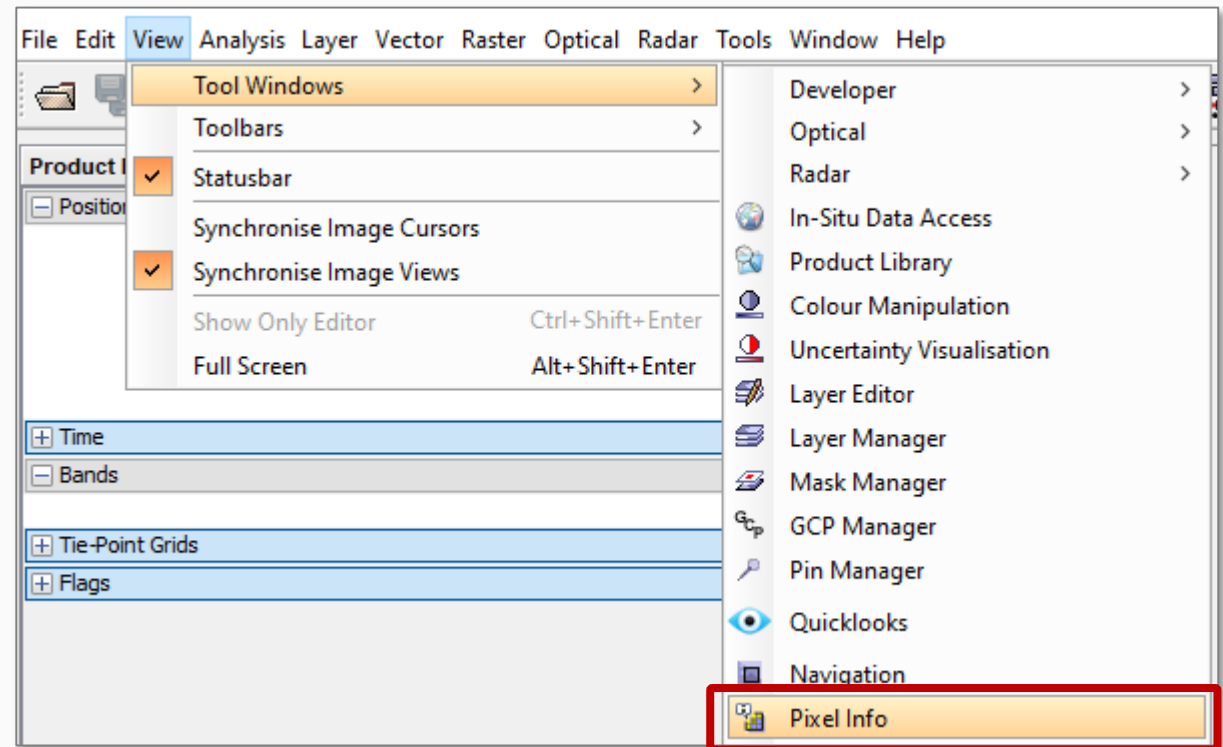 File Edit View Analysis Layer Vector Raster Optical Radar Tools Window Help
Tool Windows >
Toolbars >
Statusbar
Synchronise Image Cursors
Synchronise Image Views
Show Only Editor Ctrl+Shift+Enter
Full Screen Alt+Shift+Enter
Developer >
Optical >
Radar >
In-Situ Data Access
Product Library
Colour Manipulation
Uncertainty Visualisation
Layer Editor
Layer Manager
Mask Manager
GCP Manager
Pin Manager
Quicklooks
Navigation
Pixel Info
Product
Position
Time
Bands
Tie-Point Grids
Flags